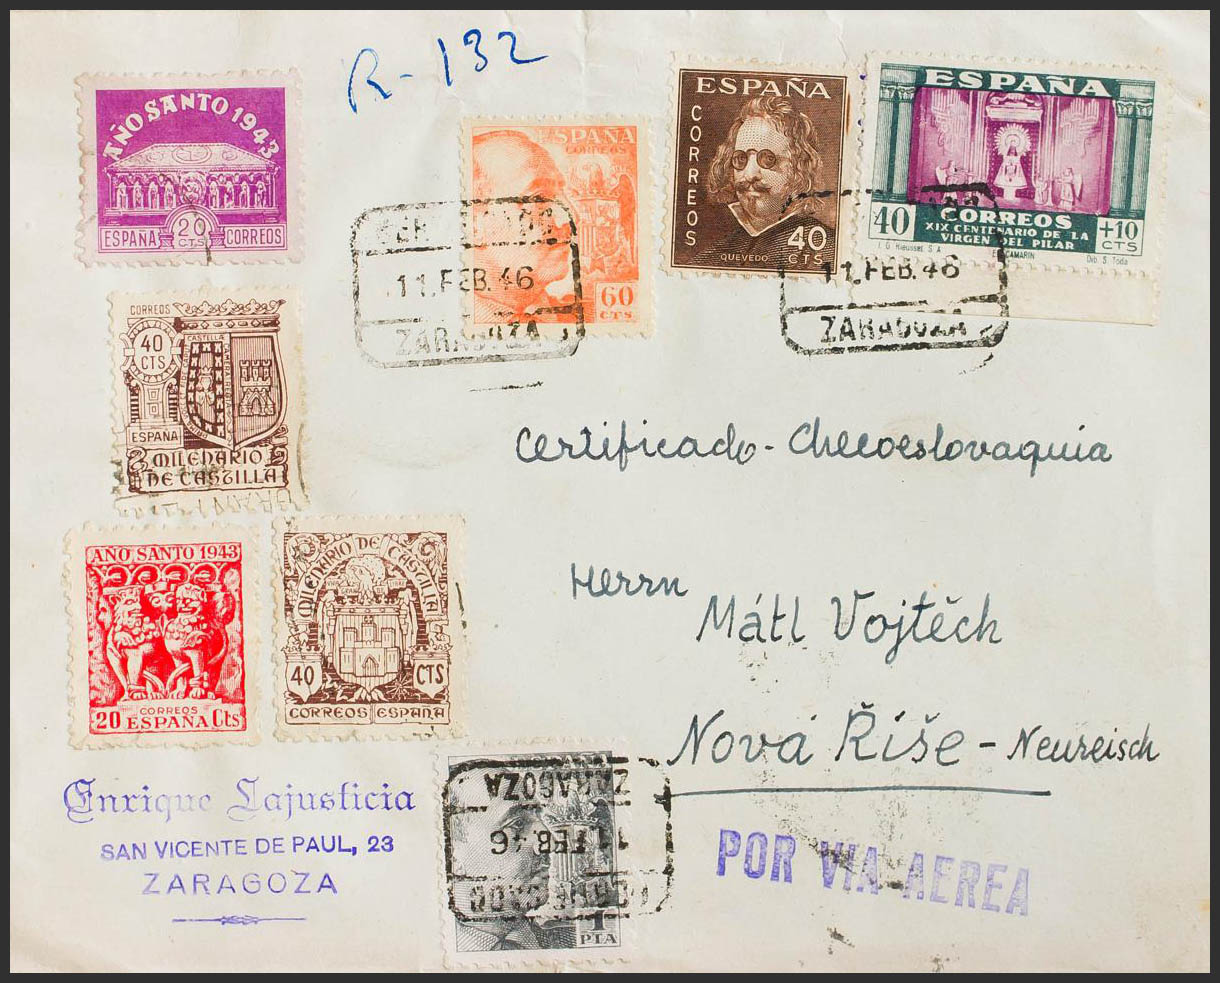 R-132
AÑO SANTO 1943
20
CTS
ESPAÑA CORREOS
ESPAÑA
CORREOS
60
CTS
ESPAÑA
CORREOS
40
CTS
QUEVEDO
ESPAÑA
40 CORREOS +10
CTS
XIX CENTENARIO DE LA
VIRGEN DEL PILAR
EL CAMARIN
Dib. S. Toda
11.FEB.46
ZARAGOZA
11.FEB.46
ZARAGOZA
CORREOS
40
CTS
CASTILLA
ESPAÑA
MILENARIO
DE CASTILLA
Certificado - Checoeslovaquia
AÑO SANTO 1943
CORREOS
20 ESPAÑA Cts
MILENARIO DE CASTILLA
40 CTS
CORREOS ESPAÑA
Herrn
Mátl Vojtěch
Nová Říše - Neureisch
Enrique Lajusticia
SAN VICENTE DE PAUL, 23
ZARAGOZA
ZARAGOZA
11.FEB.46
1
PTA
POR VIA AEREA